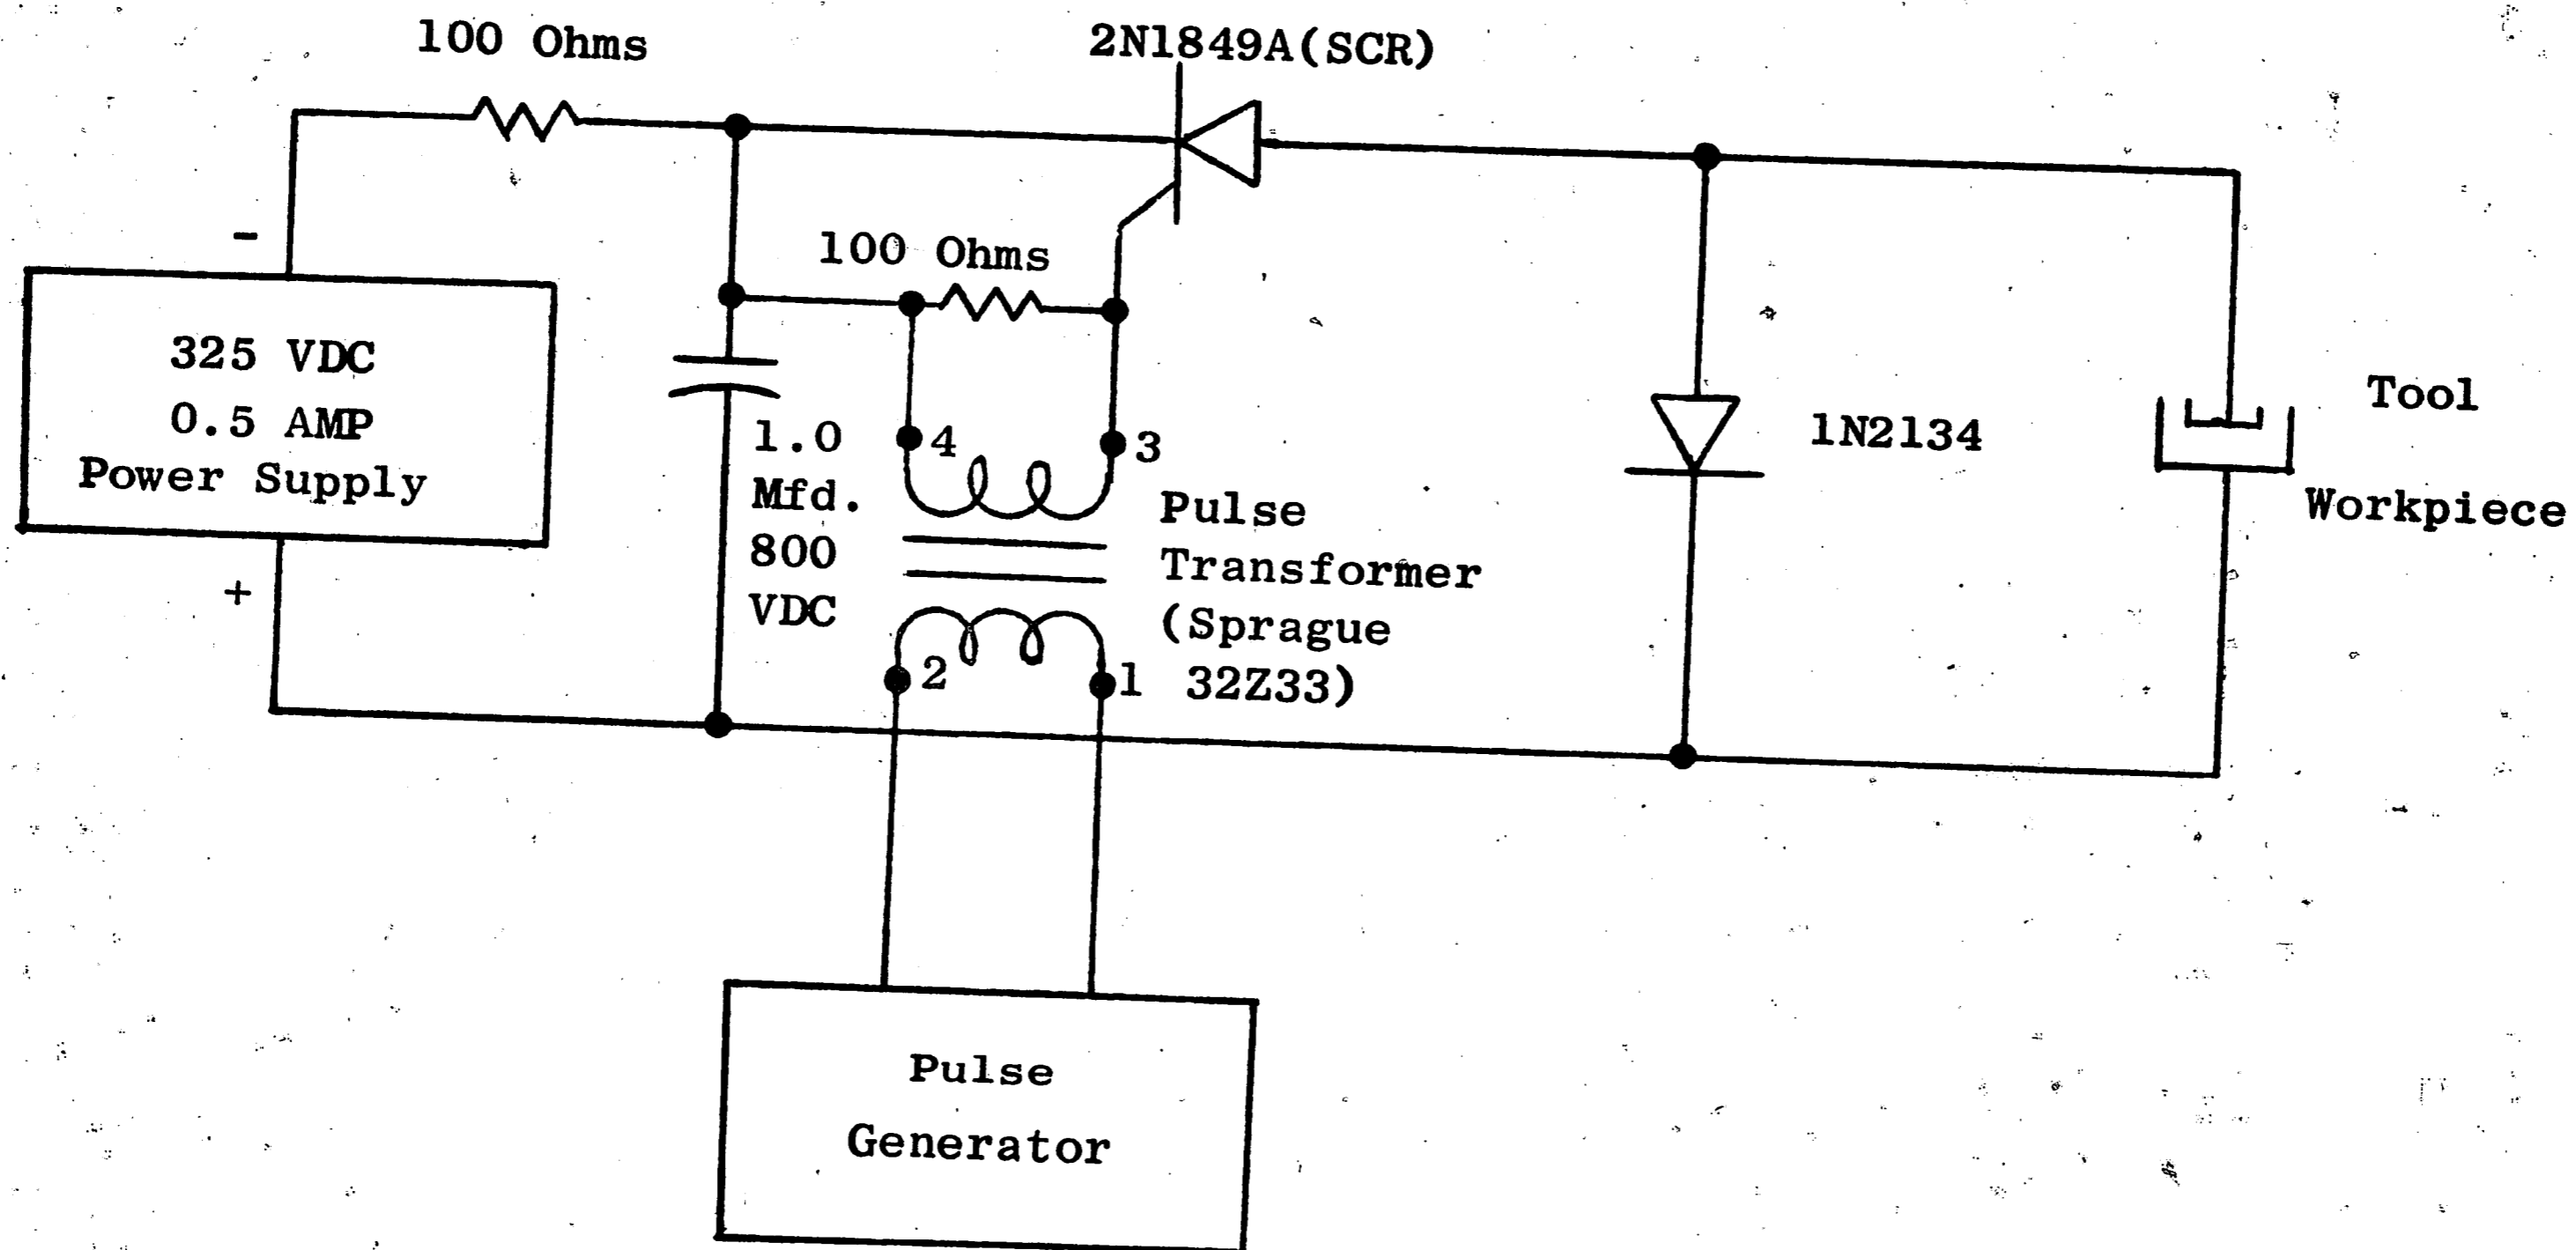 100 Ohms
2N1849A(SCR)
-
100 Ohms
325 VDC
0.5 AMP
Power Supply
+
1.0
Mfd.
800
VDC
4
3
Pulse
Transformer
(Sprague
32Z33)
2
1
1N2134
Tool
Workpiece
Pulse
Generator